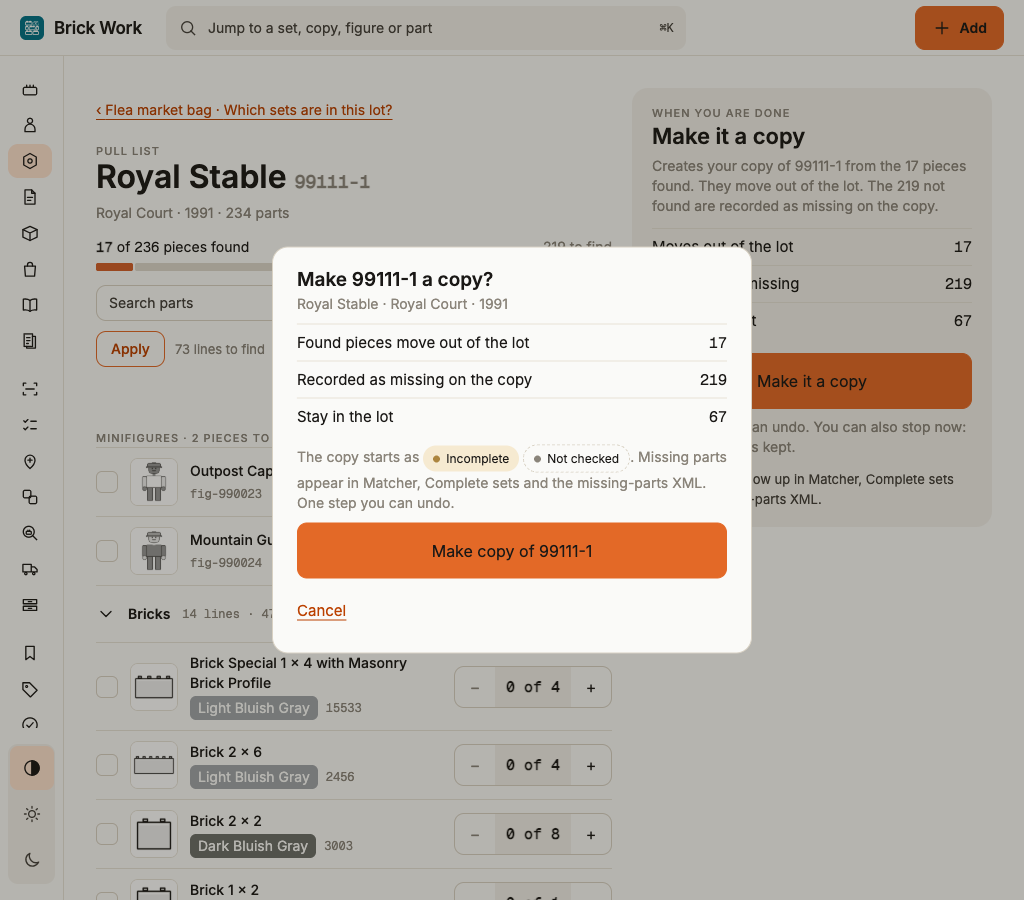 Brick Work
Jump to a set, copy, figure or part
⌘K
+ Add
‹ Flea market bag · Which sets are in this lot?
PULL LIST
Royal Stable 99111-1
Royal Court · 1991 · 234 parts
17 of 236 pieces found
219 to find
Search parts
Apply
73 lines to find
MINIFIGURES · 2 PIECES TO
Outpost Cap
fig-990023
Mountain Gu
fig-990024
Bricks 14 lines · 47
Brick Special 1 × 4 with Masonry
Brick Profile
Light Bluish Gray 15533
− 0 of 4 +
Brick 2 × 6
Light Bluish Gray 2456
− 0 of 4 +
Brick 2 × 2
Dark Bluish Gray 3003
− 0 of 8 +
Brick 1 × 2
WHEN YOU ARE DONE
Make it a copy
Creates your copy of 99111-1 from the 17 pieces
found. They move out of the lot. The 219 not
found are recorded as missing on the copy.
Moves out of the lot 17
missing 219
t 67
Make it a copy
an undo. You can also stop now:
s kept.
ow up in Matcher, Complete sets
-parts XML.
Make 99111-1 a copy?
Royal Stable · Royal Court · 1991
Found pieces move out of the lot 17
Recorded as missing on the copy 219
Stay in the lot 67
The copy starts as Incomplete Not checked. Missing parts
appear in Matcher, Complete sets and the missing-parts XML.
One step you can undo.
Make copy of 99111-1
Cancel